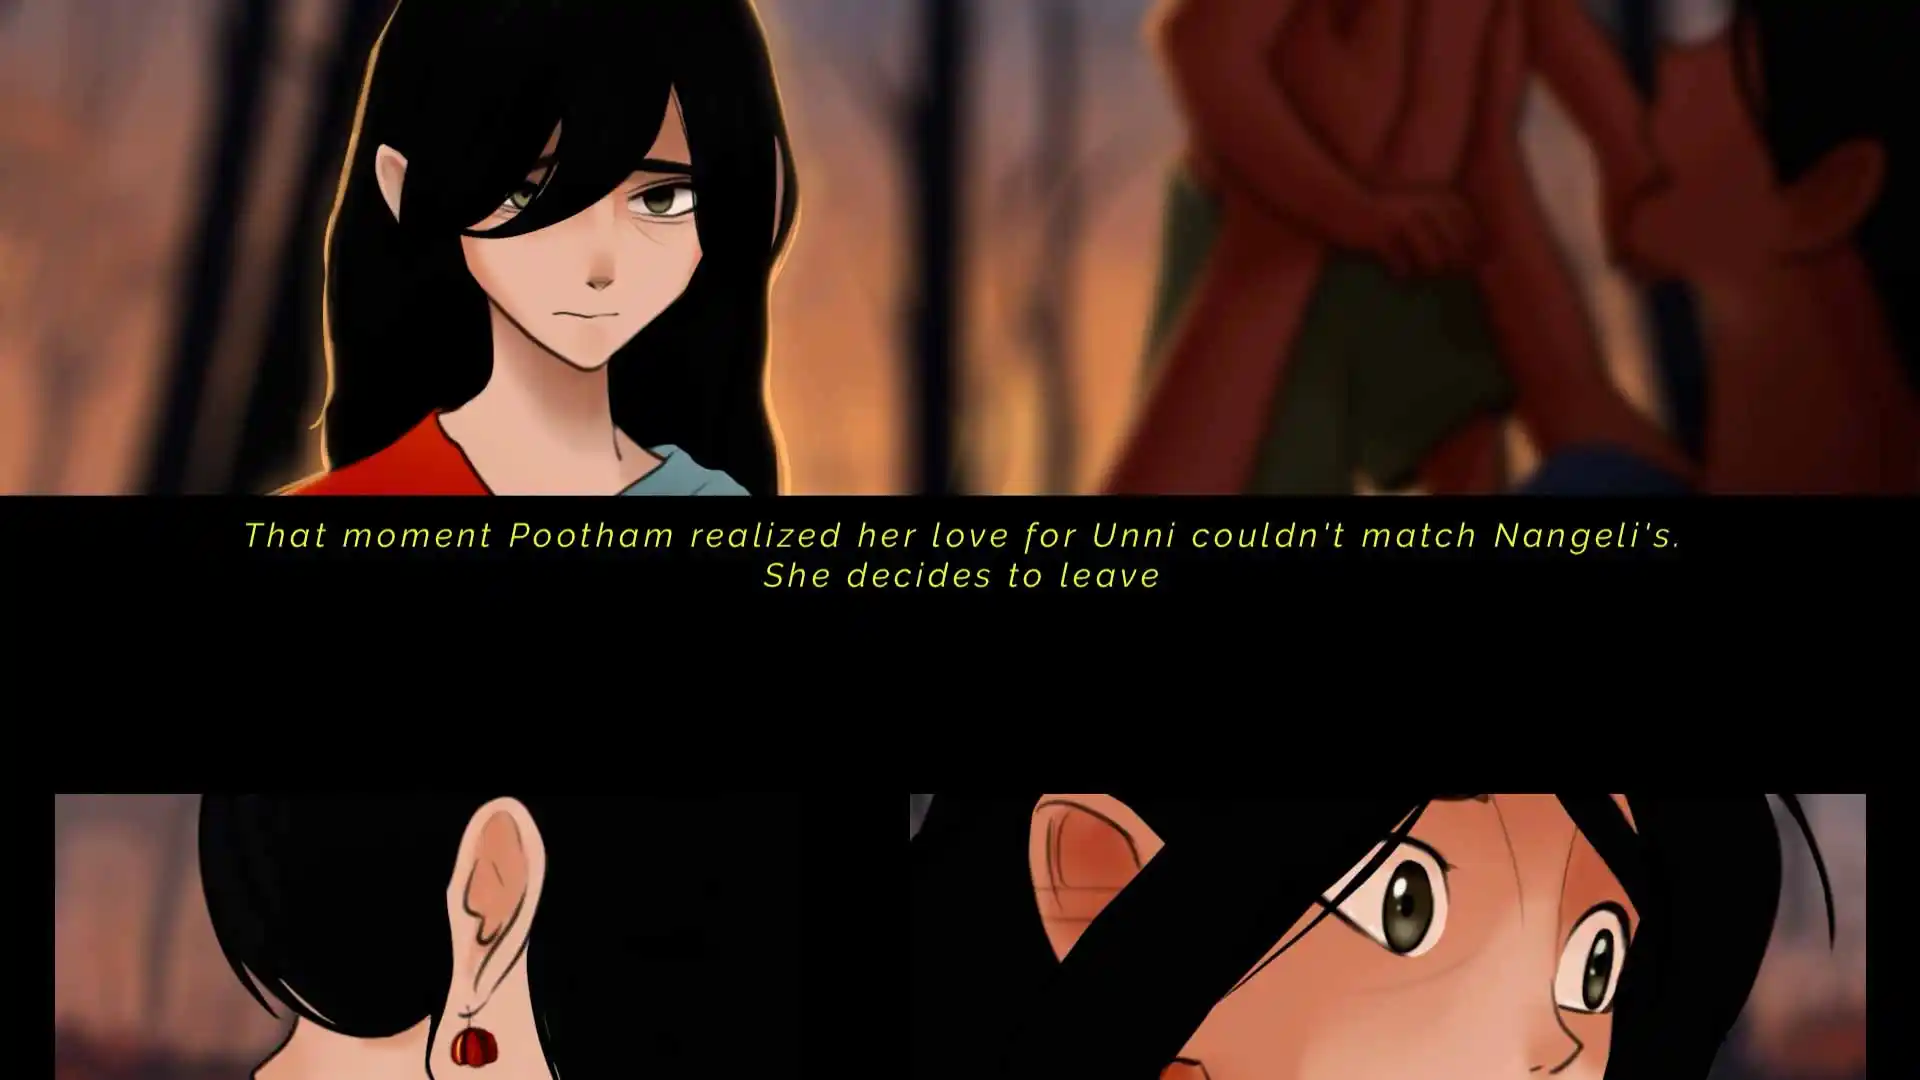 That moment Pootham realized her love for Unni couldn't match Nangeli's.
She decides to leave